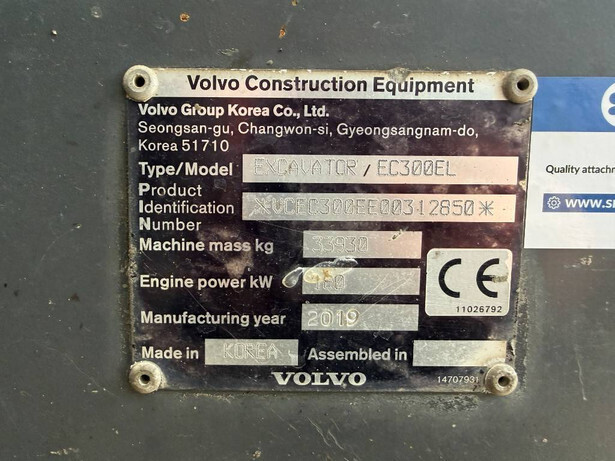 Volvo Construction Equipment
Volvo Group Korea Co., Ltd.
Seongsan-gu, Changwon-si, Gyeongsangnam-do,
Korea 51710
Type/Model EXCAVATOR / EC300EL
Product
Identification *VCEC300EE00312850*
Number
Machine mass kg 33930
Engine power kW 180
Manufacturing year 2019
Made in KOREA Assembled in
CE
11026792
VOLVO
14707931
Quality attachm
www.s